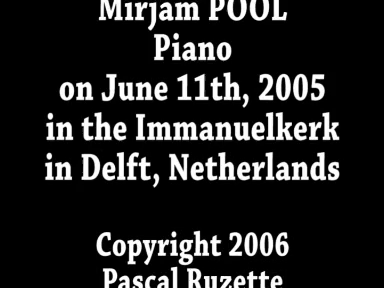 Mirjam POOL
Piano
on June 11th, 2005
in the Immanuelkerk
in Delft, Netherlands
Copyright 2006
Pascal Ruzette